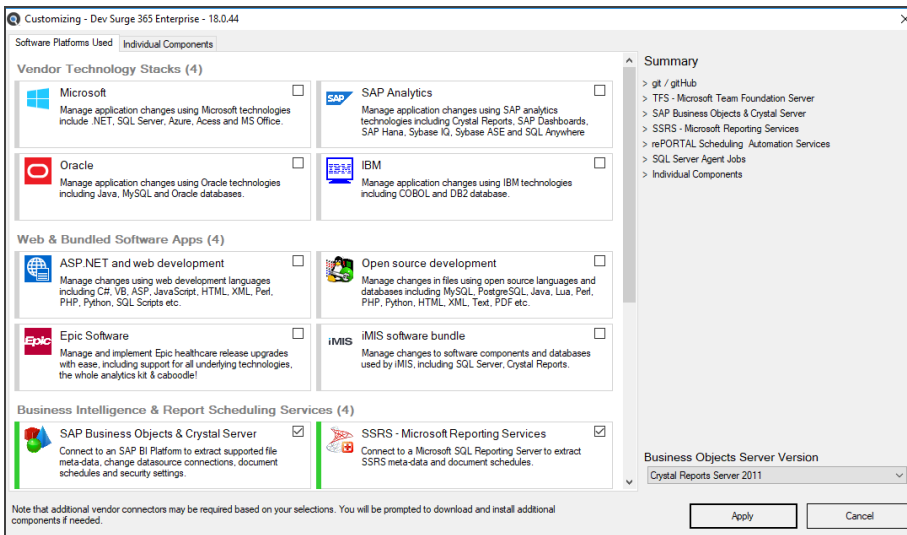 Customizing - Dev Surge 365 Enterprise - 18.0.44
Software Platforms Used
Individual Components
Vendor Technology Stacks (4)
Microsoft
Manage application changes using Microsoft technologies
include .NET, SQL Server, Azure, Acess and MS Office.
SAP
SAP Analytics
Manage application changes using SAP analytics
technologies including Crystal Reports, SAP Dashboards,
SAP Hana, Sybase IQ, Sybase ASE and SQL Anywhere
Oracle
Manage application changes using Oracle technologies
including Java, MySQL and Oracle databases.
IBM
IBM
Manage application changes using IBM technologies
including COBOL and DB2 database.
Web & Bundled Software Apps (4)
ASP.NET and web development
Manage changes using web development languages
including C#, VB, ASP, JavaScript, HTML, XML, Perl,
PHP, Python, SQL Scripts etc.
Open source development
Manage changes in files using open source languages and
databases including MySQL, PostgreSQL, Java, Lua, Perl,
PHP, Python, HTML, XML, Text, PDF etc.
Epic
Epic Software
Manage and implement Epic healthcare release upgrades
with ease, including support for all underlying technologies,
the whole analytics kit & caboodle!
iMIS
iMIS software bundle
Manage changes to software components and databases
used by iMIS, including SQL Server, Crystal Reports.
Business Intelligence & Report Scheduling Services (4)
SAP Business Objects & Crystal Server
Connect to an SAP BI Platform to extract supported file
meta-data, change datasource connections, document
schedules and security settings.
SSRS - Microsoft Reporting Services
Connect to a Microsoft SQL Reporting Server to extract
SSRS meta-data and document schedules.
Summary
> git / gitHub
> TFS - Microsoft Team Foundation Server
> SAP Business Objects & Crystal Server
> SSRS - Microsoft Reporting Services
> rePORTAL Scheduling Automation Services
> SQL Server Agent Jobs
> Individual Components
Business Objects Server Version
Crystal Reports Server 2011
Note that additional vendor connectors may be required based on your selections. You will be prompted to download and install additional
components if needed.
Apply
Cancel